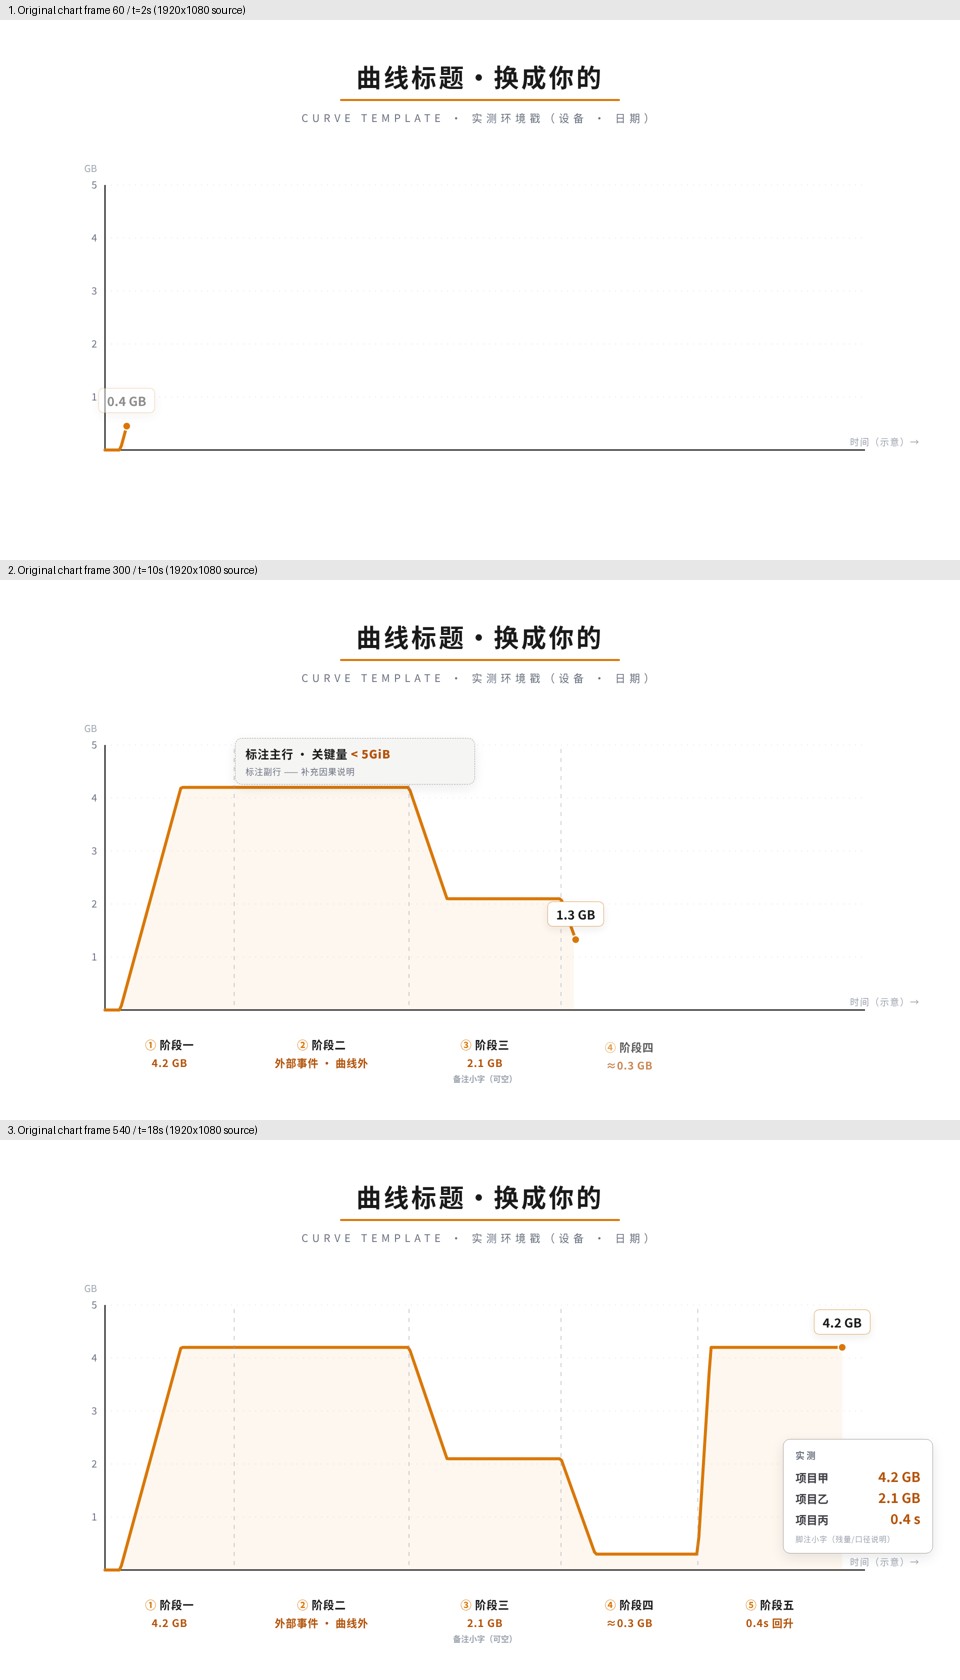 1. Original chart frame 60 / t=2s (1920x1080 source)
曲线标题・换成你的
CURVE TEMPLATE ・ 实测环境戳（设备 ・ 日期）
GB
5
4
3
2
1
0.4 GB
时间（示意）→
2. Original chart frame 300 / t=10s (1920x1080 source)
曲线标题・换成你的
CURVE TEMPLATE ・ 实测环境戳（设备 ・ 日期）
GB
5
标注主行 ・ 关键量 < 5GiB
标注副行 —— 补充因果说明
4
3
2
1.3 GB
1
时间（示意）→
① 阶段一
4.2 GB
② 阶段二
外部事件 ・ 曲线外
③ 阶段三
2.1 GB
备注小字（可空）
④ 阶段四
≈0.3 GB
3. Original chart frame 540 / t=18s (1920x1080 source)
曲线标题・换成你的
CURVE TEMPLATE ・ 实测环境戳（设备 ・ 日期）
GB
5
4.2 GB
4
3
2
1
实测
项目甲 4.2 GB
项目乙 2.1 GB
项目丙 0.4 s
脚注小字（残量/口径说明）
时间（示意）→
① 阶段一
4.2 GB
② 阶段二
外部事件 ・ 曲线外
③ 阶段三
2.1 GB
备注小字（可空）
④ 阶段四
≈0.3 GB
⑤ 阶段五
0.4s 回升